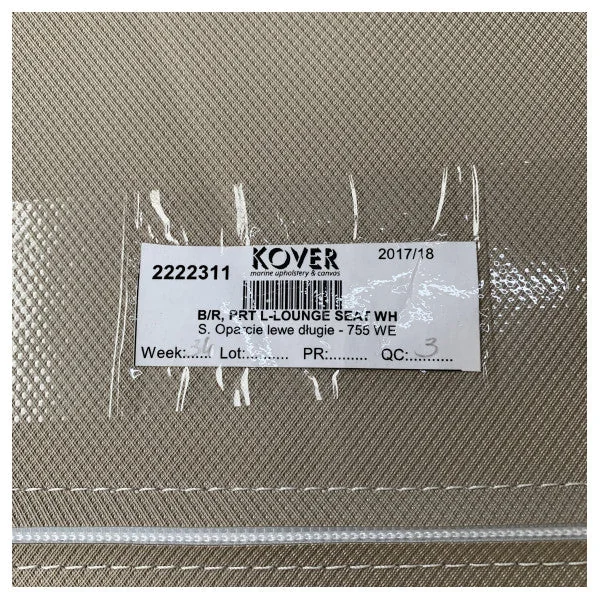 KOVER
2017/18
2222311
marine upholstery & canvas
B/R, PRT L-LOUNGE SEAT WH
S. Oparcie lewe długie - 755 WE
Week:...... Lot:.......... PR:......... QC:.3.........